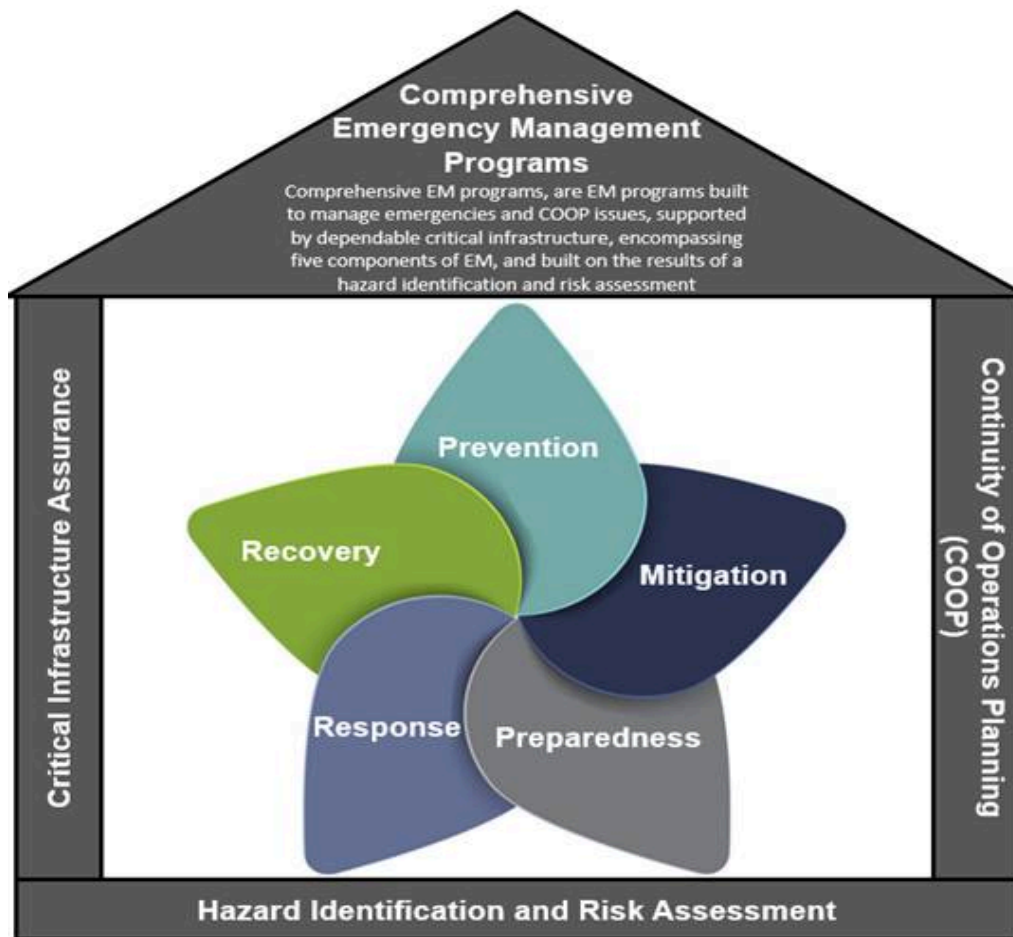 Comprehensive
Emergency Management
Programs
Comprehensive EM programs, are EM programs built
to manage emergencies and COOP issues, supported
by dependable critical infrastructure, encompassing
five components of EM, and built on the results of a
hazard identification and risk assessment
Critical Infrastructure Assurance
Prevention
Mitigation
Preparedness
Response
Recovery
Continuity of Operations Planning
(COOP)
Hazard Identification and Risk Assessment